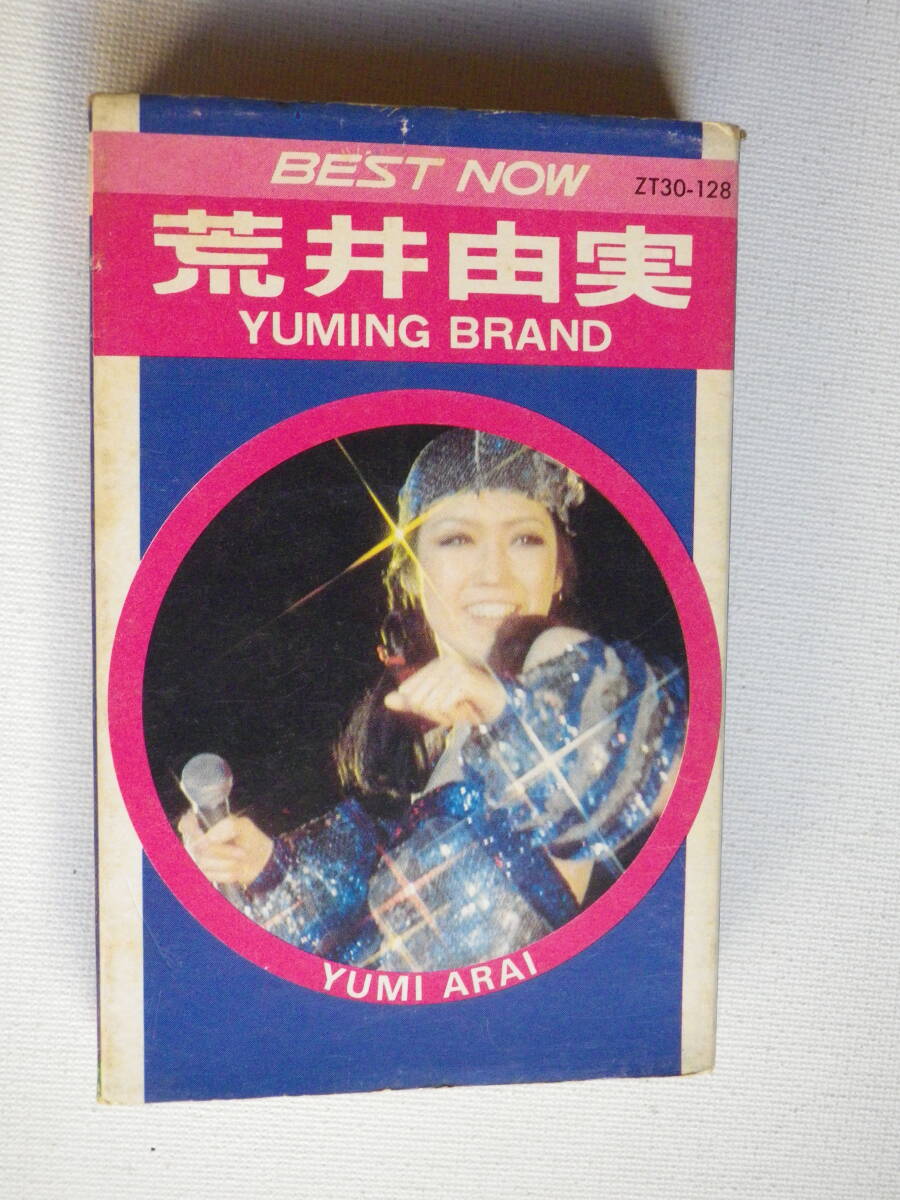 BEST NOW
ZT30-128
荒井由実
YUMING BRAND
YUMI ARAI